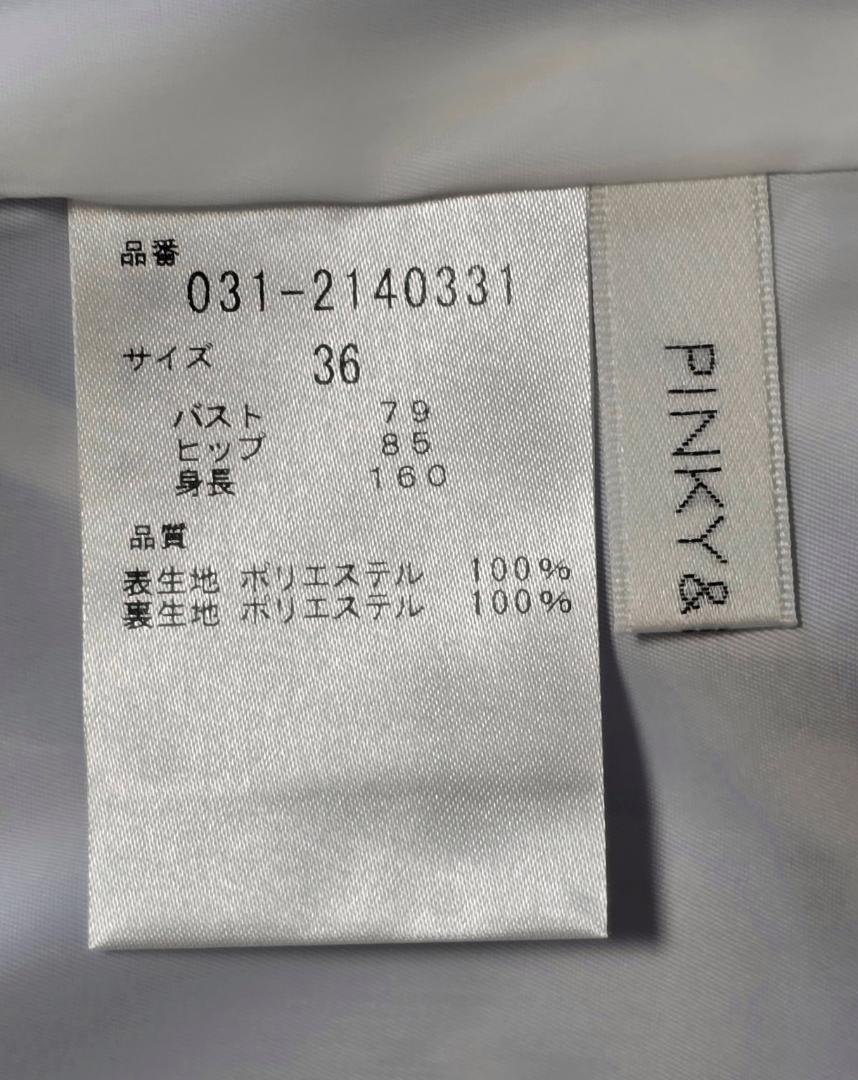 品番
031-2140331
サイズ 36
バスト 79
ヒップ 85
身長 160
品質
表生地 ポリエステル 100%
裏生地 ポリエステル 100%
PINKY &